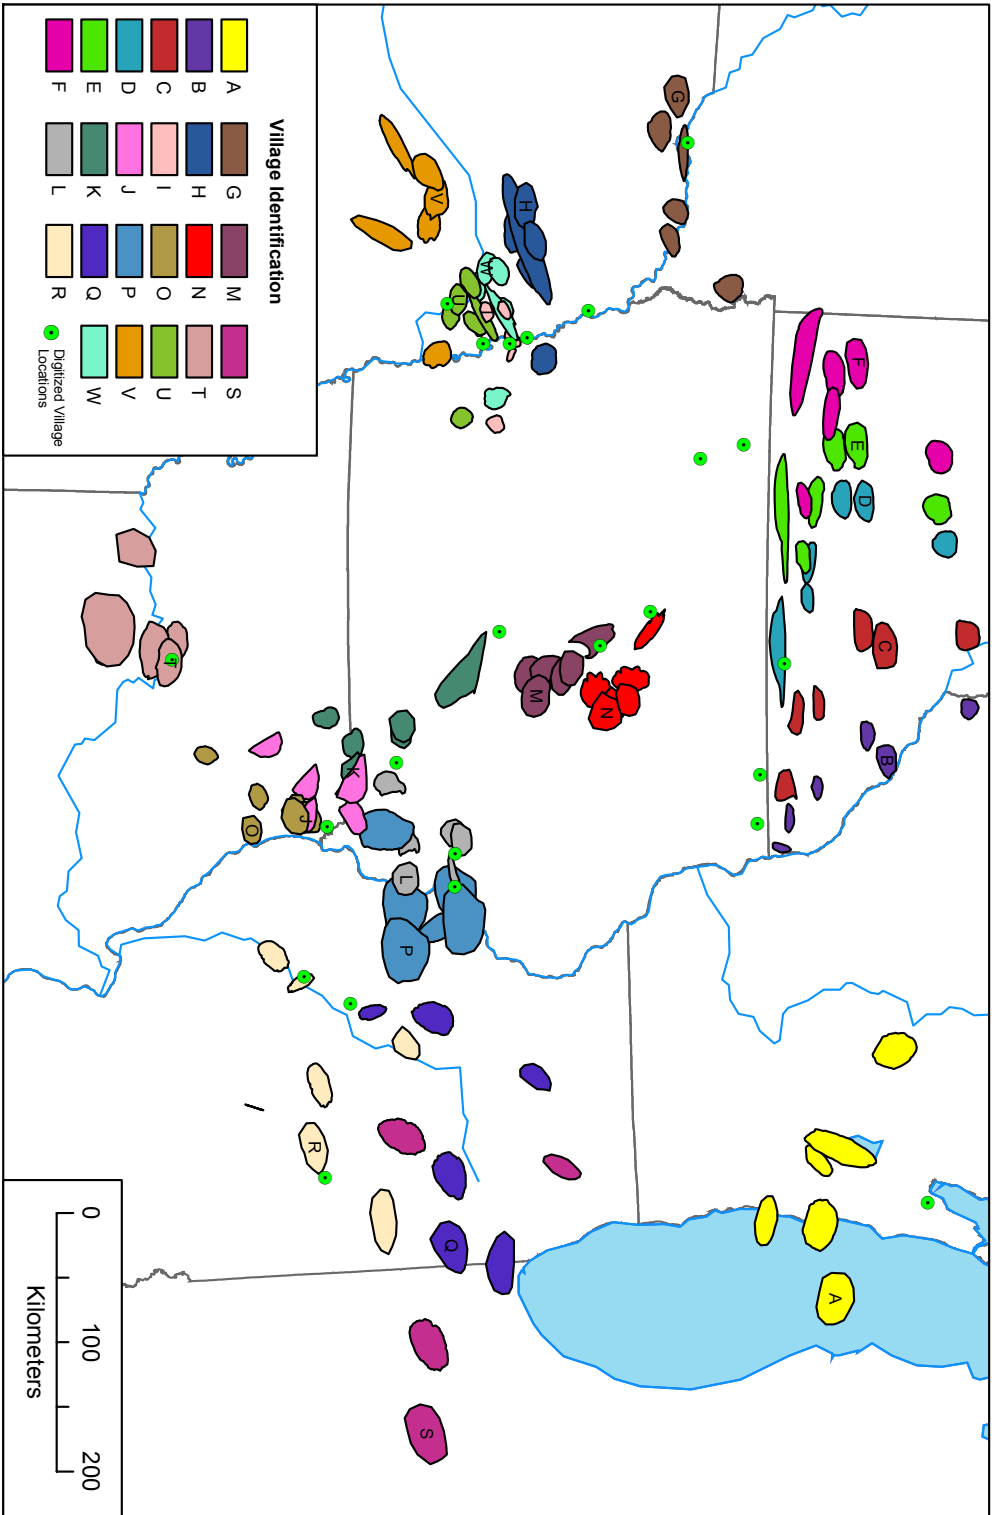 Village Identification
A
G
M
S
B
H
N
T
C
I
O
U
D
J
P
V
E
K
Q
W
F
L
R
Digitized Village
Locations
G
H
V
W
U
I
I
F
E
D
C
B
M
N
T
K
J
O
L
P
Q
R
A
S
0
100
200
Kilometers